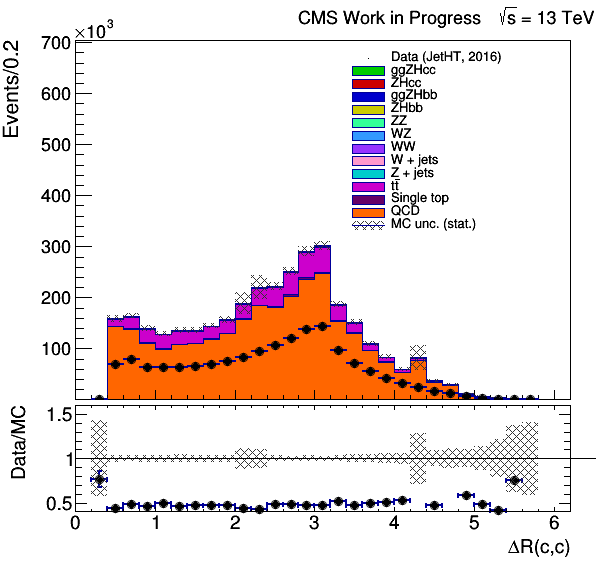 CMS Work in Progress √s = 13 TeV
×10³
Events/0.2
700
600
500
400
300
200
100
Data (JetHT, 2016)
ggZHcc
ZHcc
ggZHbb
ZHbb
ZZ
WZ
WW
W + jets
Z + jets
tt̄
Single top
QCD
MC unc. (stat.)
Data/MC
1.5
1
0.5
0 1 2 3 4 5 6
ΔR(c,c)